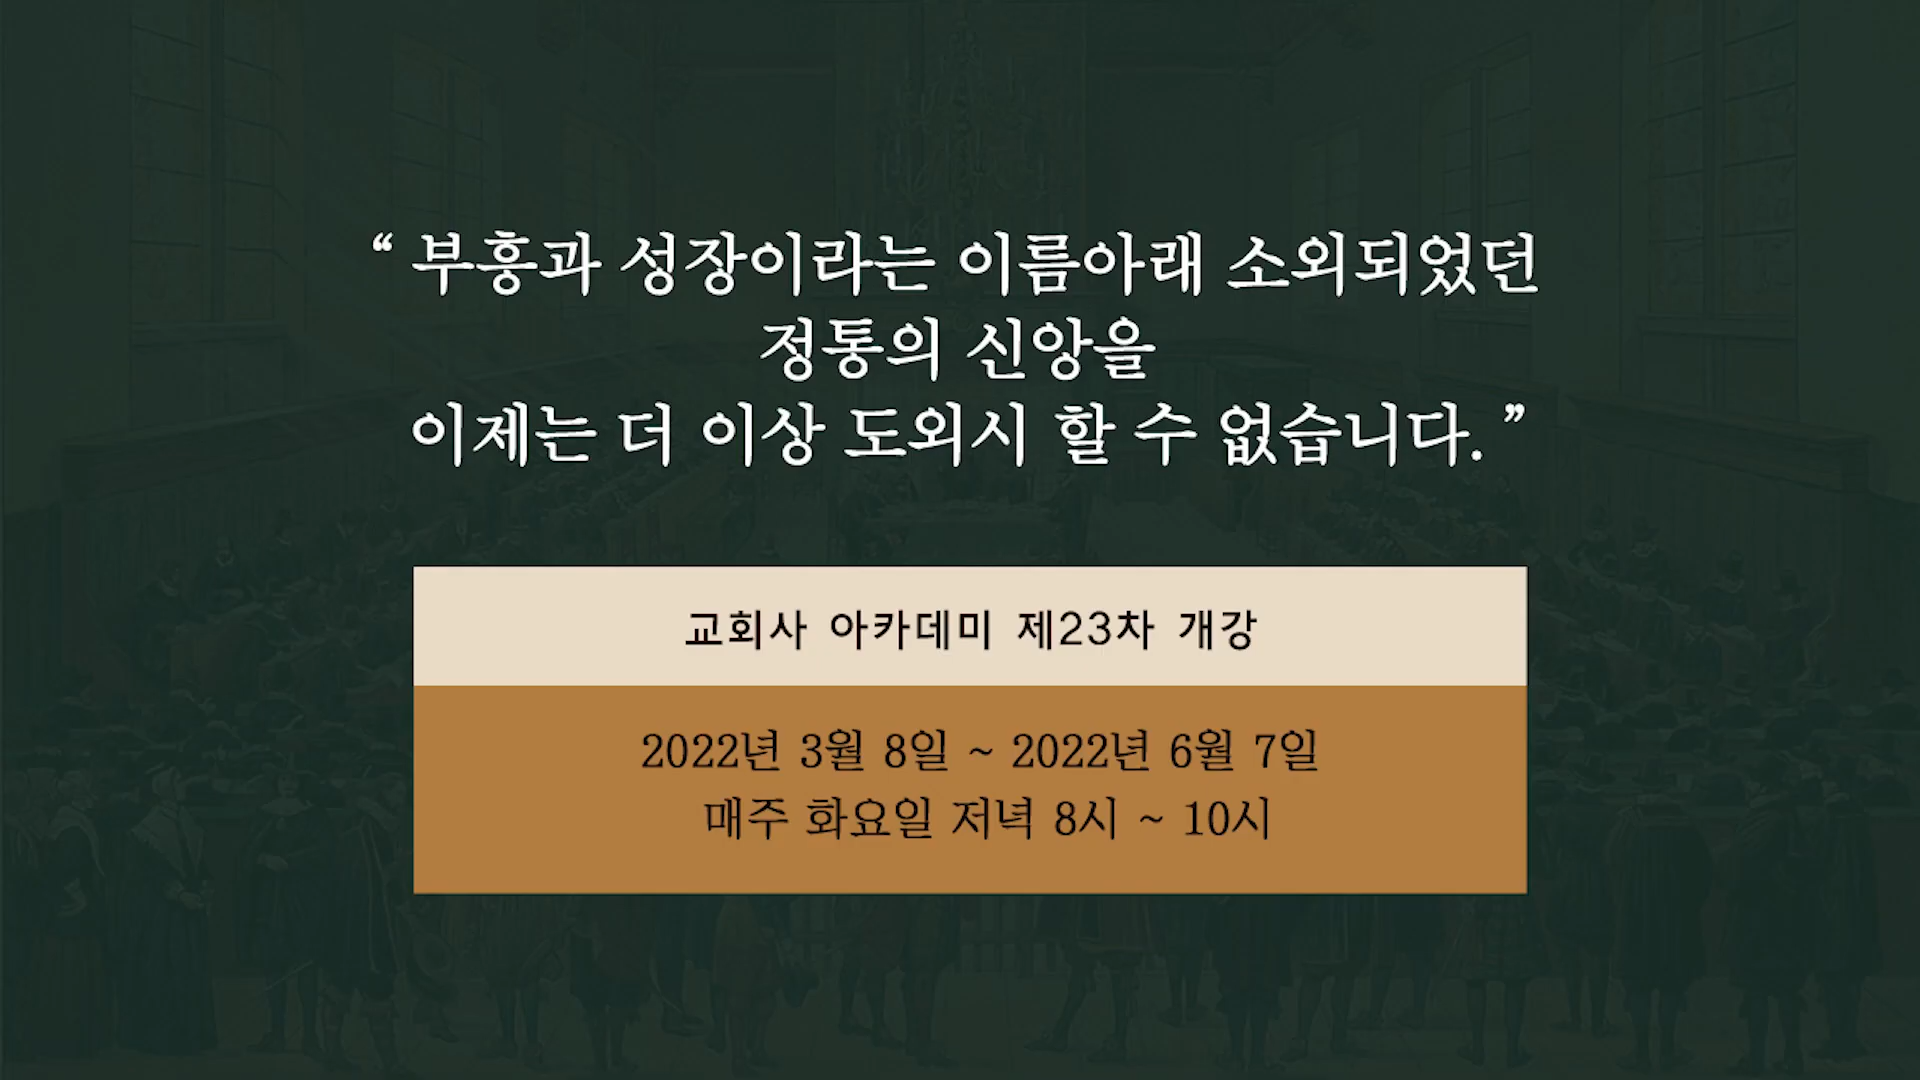 “ 부흥과 성장이라는 이름아래 소외되었던
정통의 신앙을
이제는 더 이상 도외시 할 수 없습니다. ”
교회사 아카데미 제23차 개강
2022년 3월 8일 ~ 2022년 6월 7일
매주 화요일 저녁 8시 ~ 10시